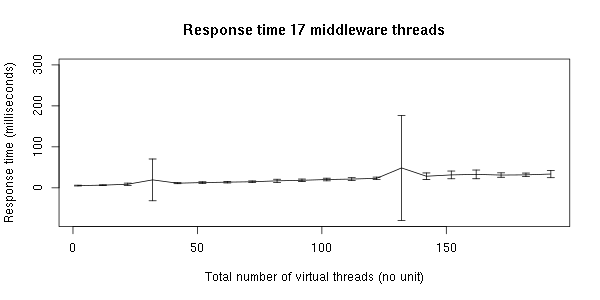 Response time 17 middleware threads
Response time (milliseconds)
300
200
100
0
0 50 100 150
Total number of virtual threads (no unit)